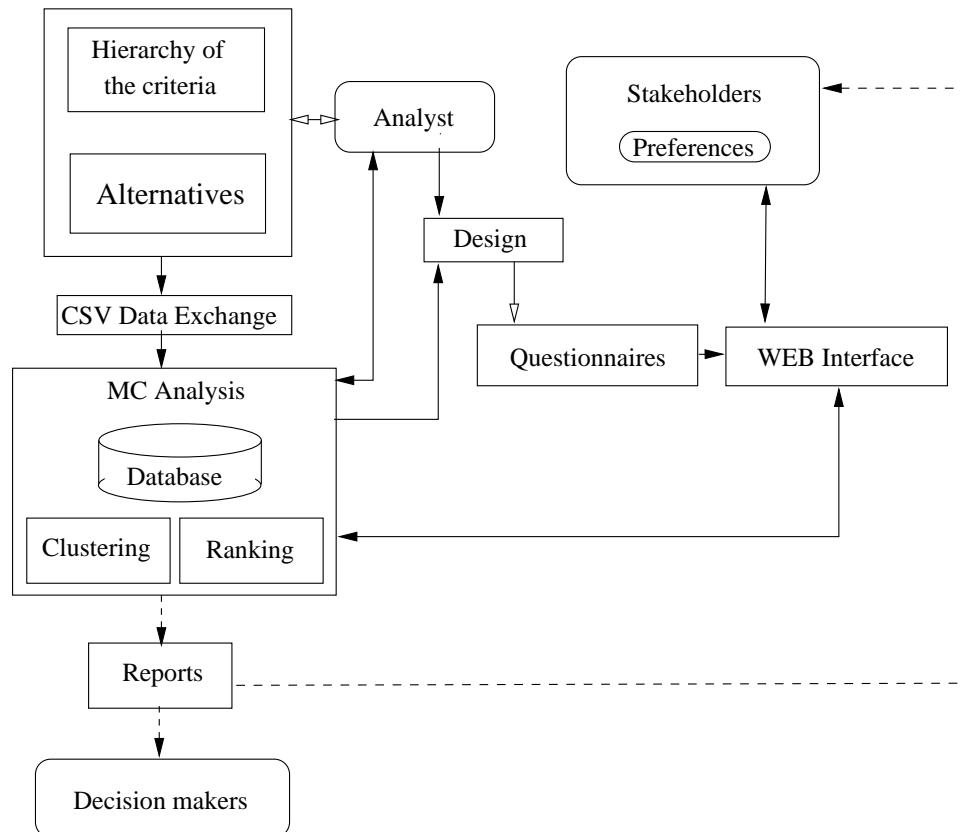 Hierarchy of
the criteria
Alternatives
Analyst
Stakeholders
Preferences
Design
CSV Data Exchange
Questionnaires
WEB Interface
MC Analysis
Database
Clustering
Ranking
Reports
Decision makers